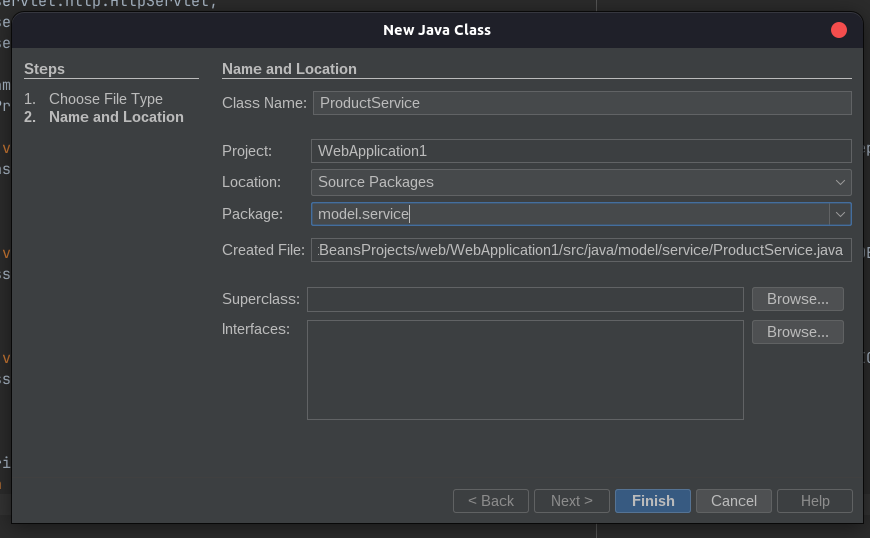 servlet.http.HttpServlet;
New Java Class
Steps
1. Choose File Type
2. Name and Location
Name and Location
Class Name: ProductService
Project: WebApplication1
Location: Source Packages
Package: model.service
Created File: :BeansProjects/web/WebApplication1/src/java/model/service/ProductService.java
Superclass:
Browse...
Interfaces:
Browse...
< Back
Next >
Finish
Cancel
Help